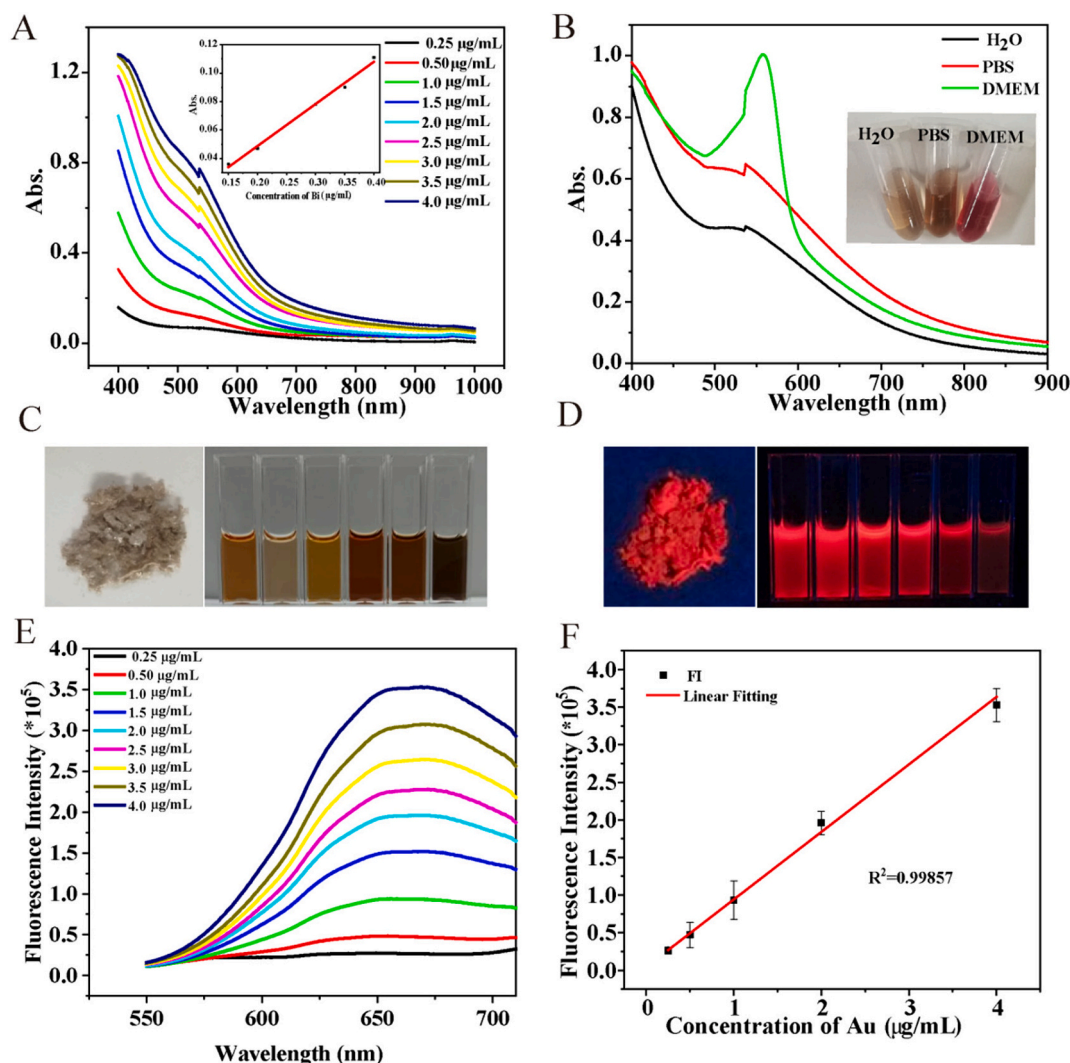 A
1.2
0.8
0.4
0.0
Abs.
400 500 600 700 800 900 1000
Wavelength (nm)
0.12
0.10
0.08
0.06
0.04
Abs.
0.15 0.20 0.25 0.30 0.35 0.40
Concentration of Bi (μg/ml)
0.25 μg/mL
0.50 μg/mL
1.0 μg/mL
1.5 μg/mL
2.0 μg/mL
2.5 μg/mL
3.0 μg/mL
3.5 μg/mL
4.0 μg/mL
B
1.0
0.8
0.6
0.4
0.2
0.0
Abs.
400 500 600 700 800 900
Wavelength (nm)
H2O
PBS
DMEM
H2O PBS DMEM
C
D
E
4.0
3.5
3.0
2.5
2.0
1.5
1.0
0.5
0.0
Fluorescence Intensity (*10⁵)
550 600 650 700
Wavelength (nm)
0.25 μg/mL
0.50 μg/mL
1.0 μg/mL
1.5 μg/mL
2.0 μg/mL
2.5 μg/mL
3.0 μg/mL
3.5 μg/mL
4.0 μg/mL
F
4.0
3.5
3.0
2.5
2.0
1.5
1.0
0.5
0.0
Fluorescence Intensity (*10⁵)
0 1 2 3 4
Concentration of Au (μg/mL)
FI
Linear Fitting
R²=0.99857